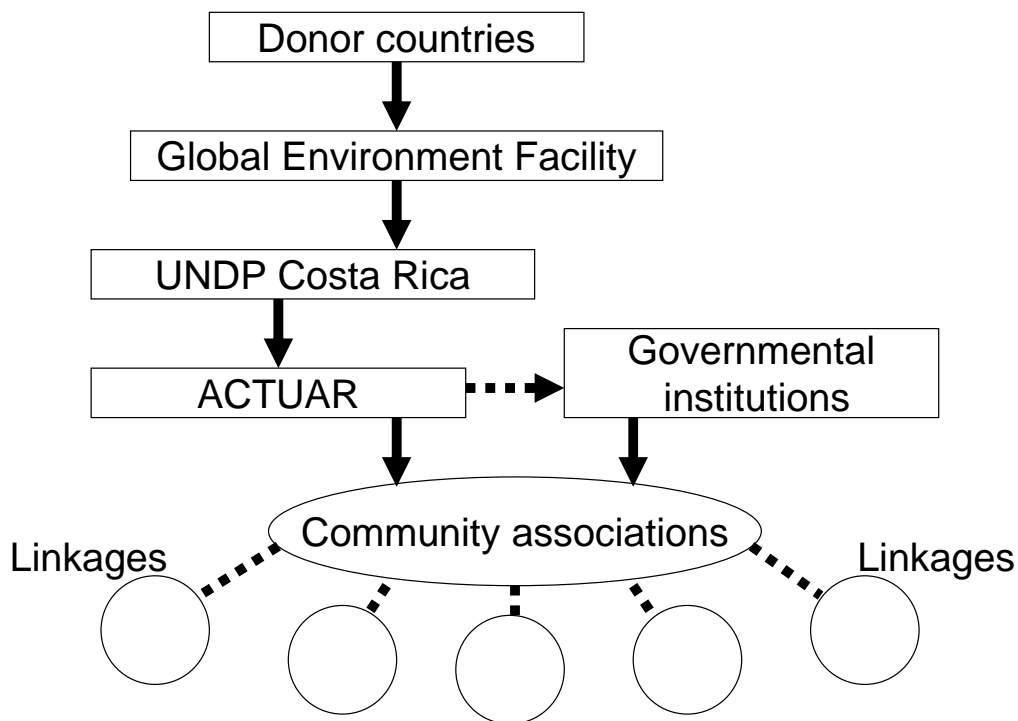 Donor countries
Global Environment Facility
UNDP Costa Rica
ACTUAR
Governmental
institutions
Community associations
Linkages
Linkages